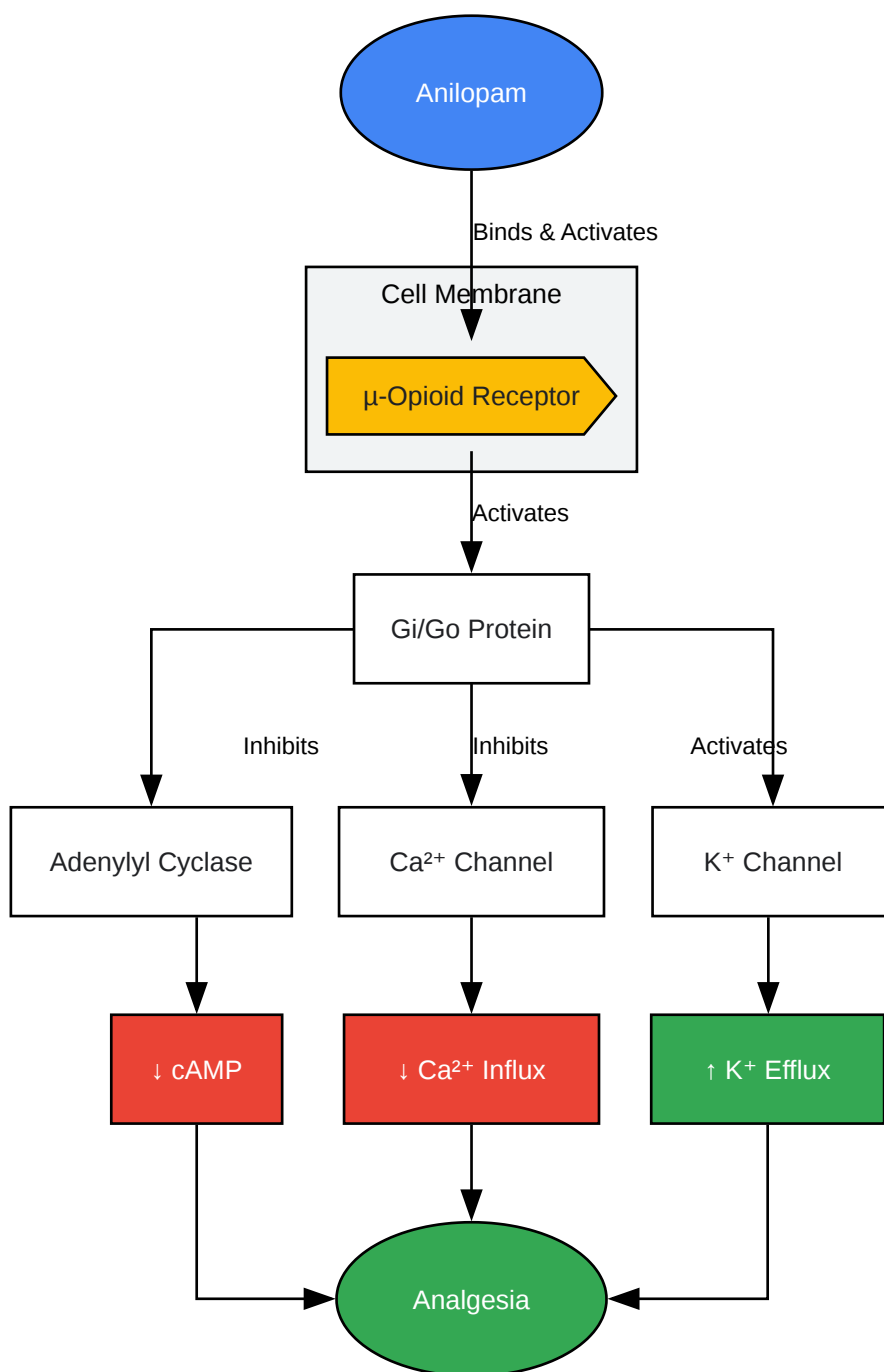 Anilopam
Binds & Activates
Cell Membrane
µ-Opioid Receptor
Activates
Gi/Go Protein
Inhibits
Inhibits
Activates
Adenylyl Cyclase
Ca²⁺ Channel
K⁺ Channel
↓ cAMP
↓ Ca²⁺ Influx
↑ K⁺ Efflux
Analgesia